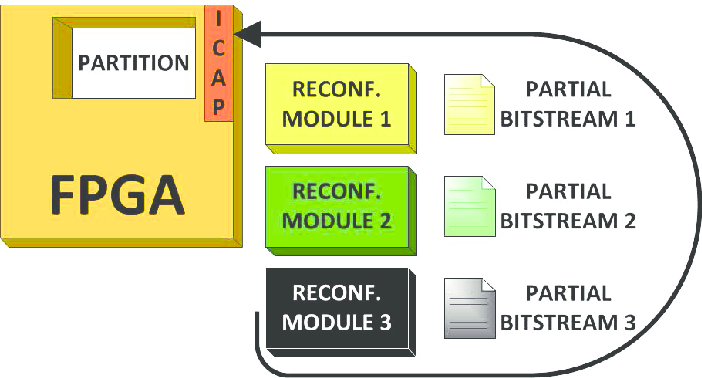 PARTITION
I
C
A
P
FPGA
RECONF.
MODULE 1
PARTIAL
BITSTREAM 1
RECONF.
MODULE 2
PARTIAL
BITSTREAM 2
RECONF.
MODULE 3
PARTIAL
BITSTREAM 3